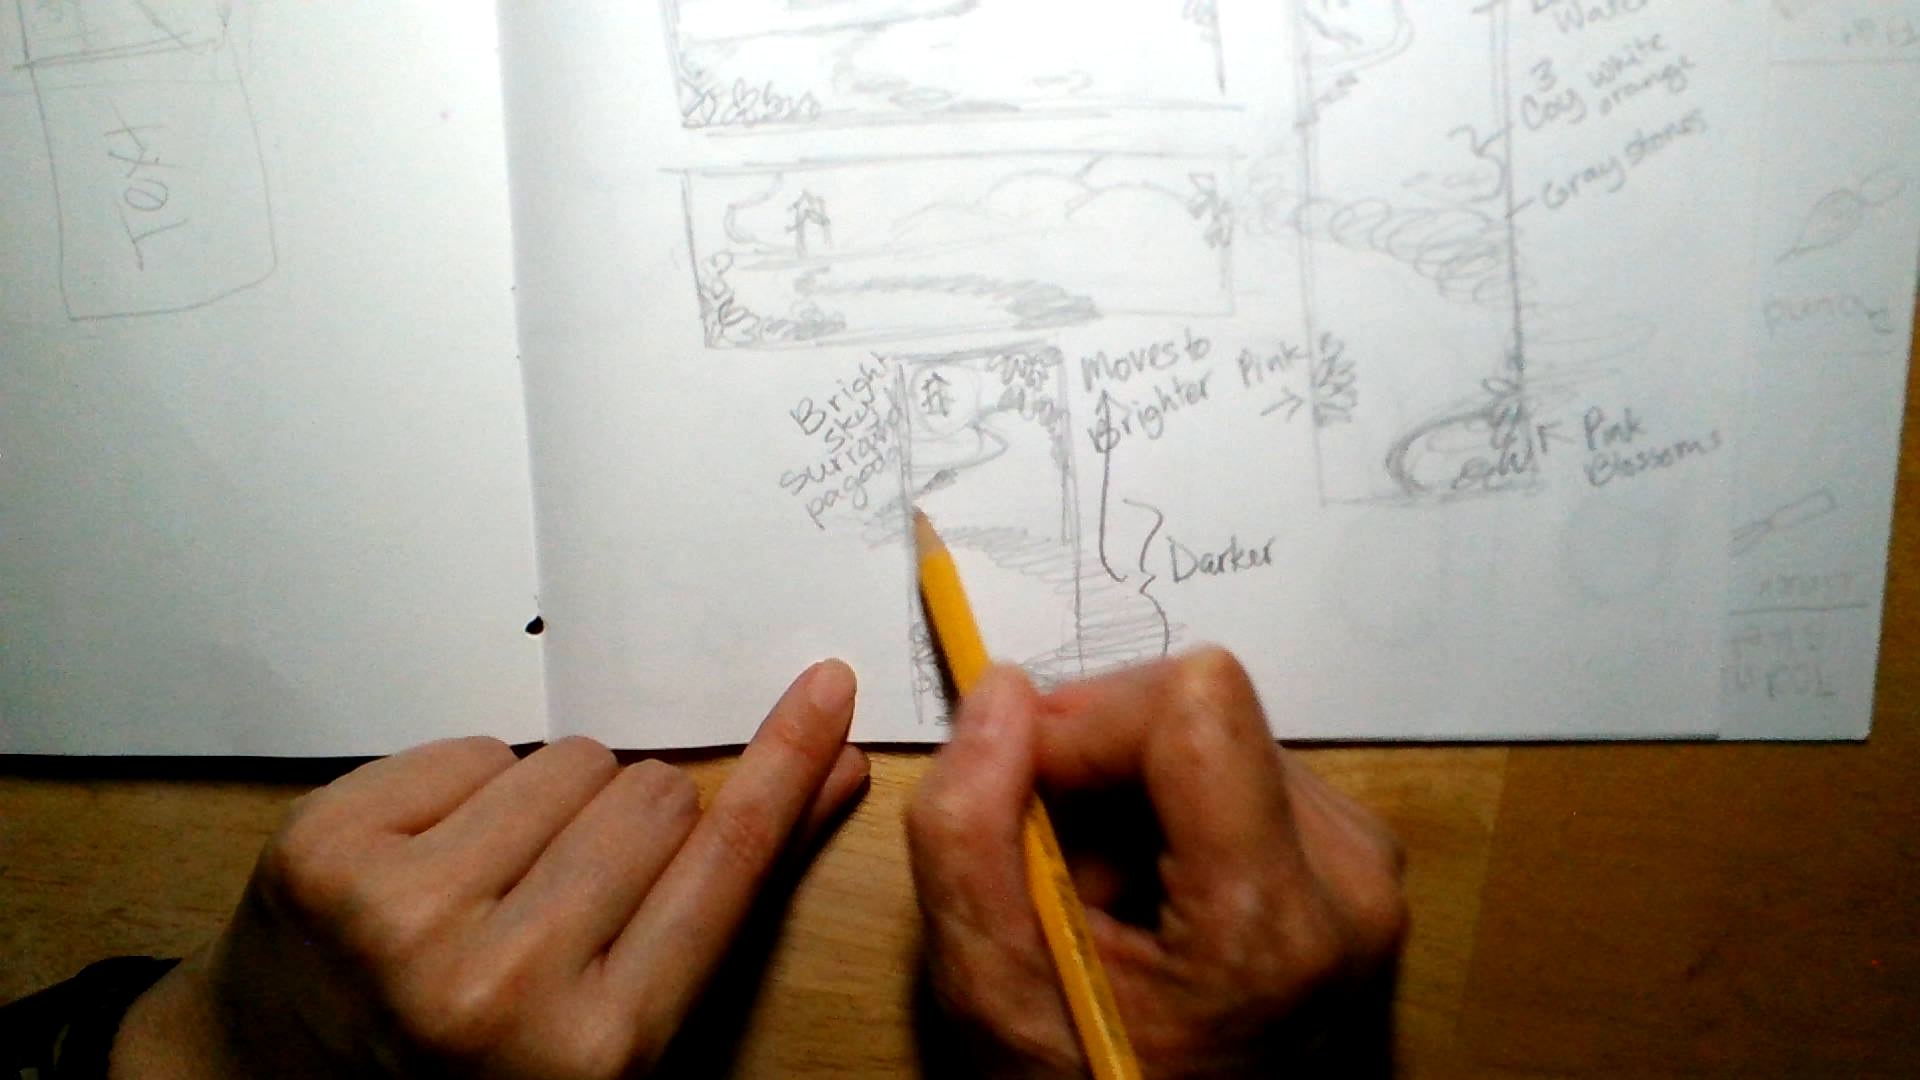 Text
Water
3
Coy white
orange
Gray stones
Bright
sky
surround
pagoda
Moves to
Brighter
Pink
Pink
Blossoms
Darker
Round